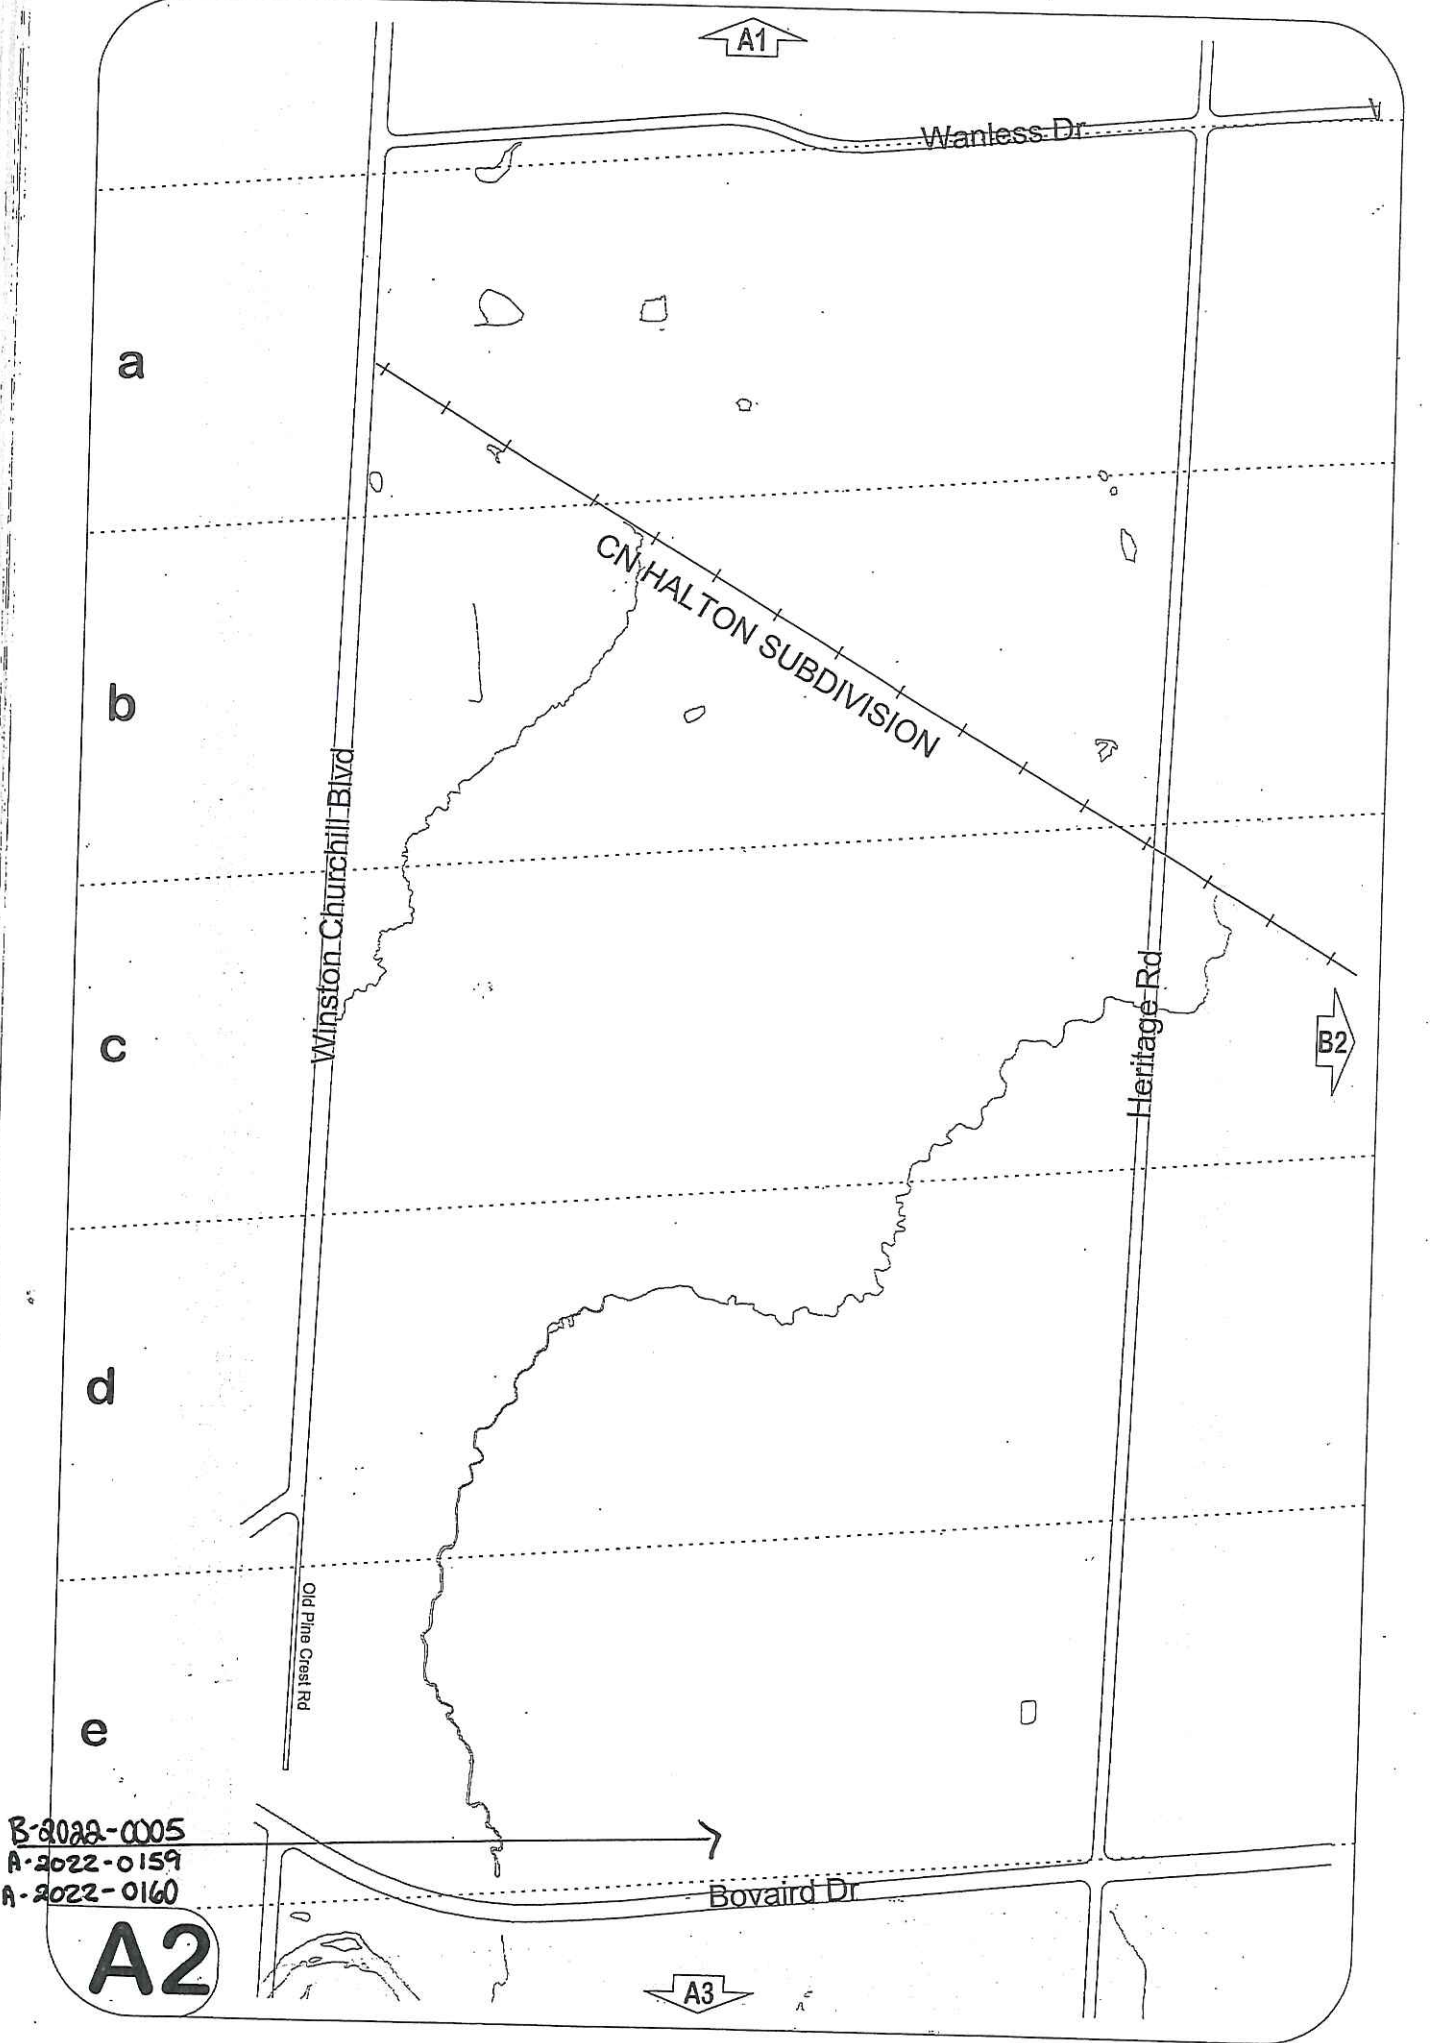 A1
Wanless Dr
a
CN HALTON SUBDIVISION
b
Winston Churchill Blvd
Heritage Rd
c
B2
d
Old Pine Crest Rd
e
B-2022-0005
A-2022-0159
A-2022-0160
Bovaird Dr
A2
A3